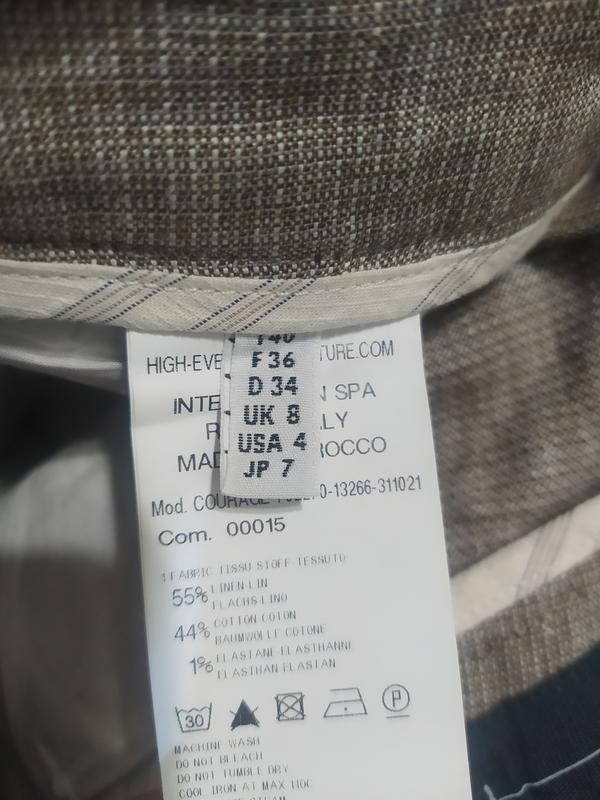 I40
F 36
D 34
UK 8
USA 4
JP 7
HIGH-EVE TURE.COM
INTE N SPA
R LY
MAD ROCCO
Mod. COURAGE 0-13266-311021
Com. 00015
1 FABRIC TISSU STOFF TESSUTO
55% LINEN LIN
FLACHS LINO
44% COTTON COTON
BAUMWOLLE COTONE
1% ELASTANE ELASTHANNE
ELASTHAN ELASTAN
30
P
MACHINE WASH
DO NOT BLEACH
DO NOT TUMBLE DRY
COOL IRON AT MAX 110C